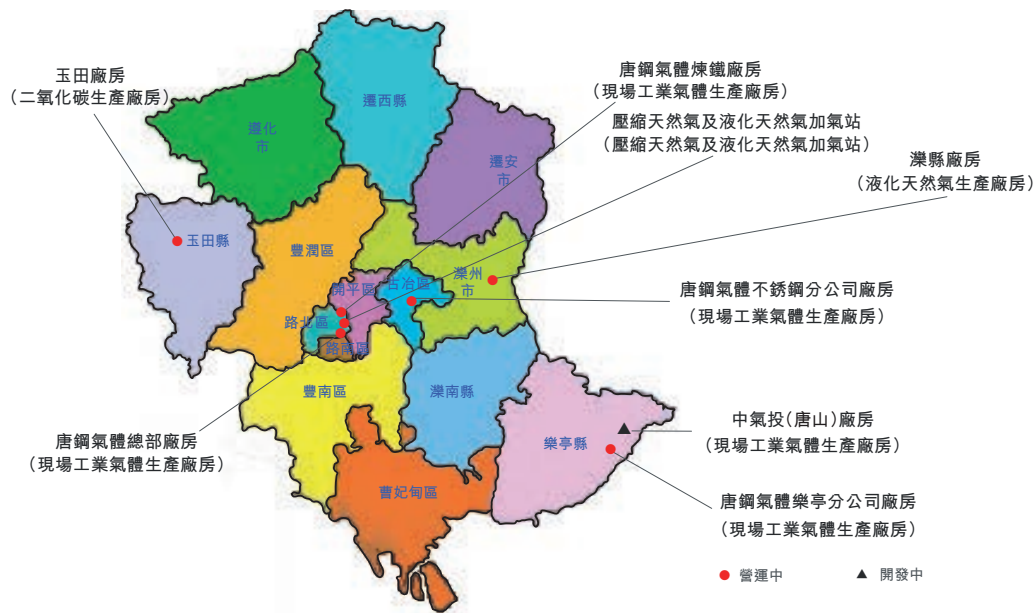 玉田廠房
(二氧化碳生產廠房)
唐鋼氣體煉鐵廠房
(現場工業氣體生產廠房)
壓縮天然氣及液化天然氣加氣站
(壓縮天然氣及液化天然氣加氣站)
灤縣廠房
(液化天然氣生產廠房)
遷西縣
遵化
市
遷安
市
玉田縣
豐潤區
灤州
市
開平區
古冶區
路北區
路南區
唐鋼氣體不銹鋼分公司廠房
(現場工業氣體生產廠房)
豐南區
灤南縣
樂亭縣
曹妃甸區
唐鋼氣體總部廠房
(現場工業氣體生產廠房)
中氣投(唐山)廠房
(現場工業氣體生產廠房)
唐鋼氣體樂亭分公司廠房
(現場工業氣體生產廠房)
營運中
開發中